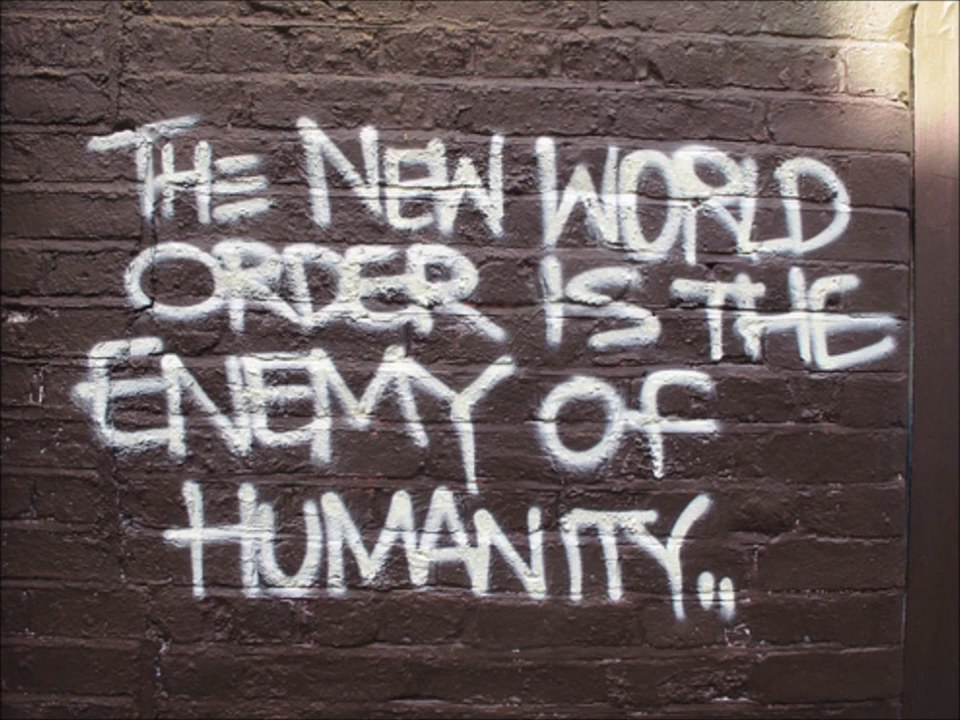 THE NEW WORLD
ORDER IS THE
ENEMY OF
HUMANITY..